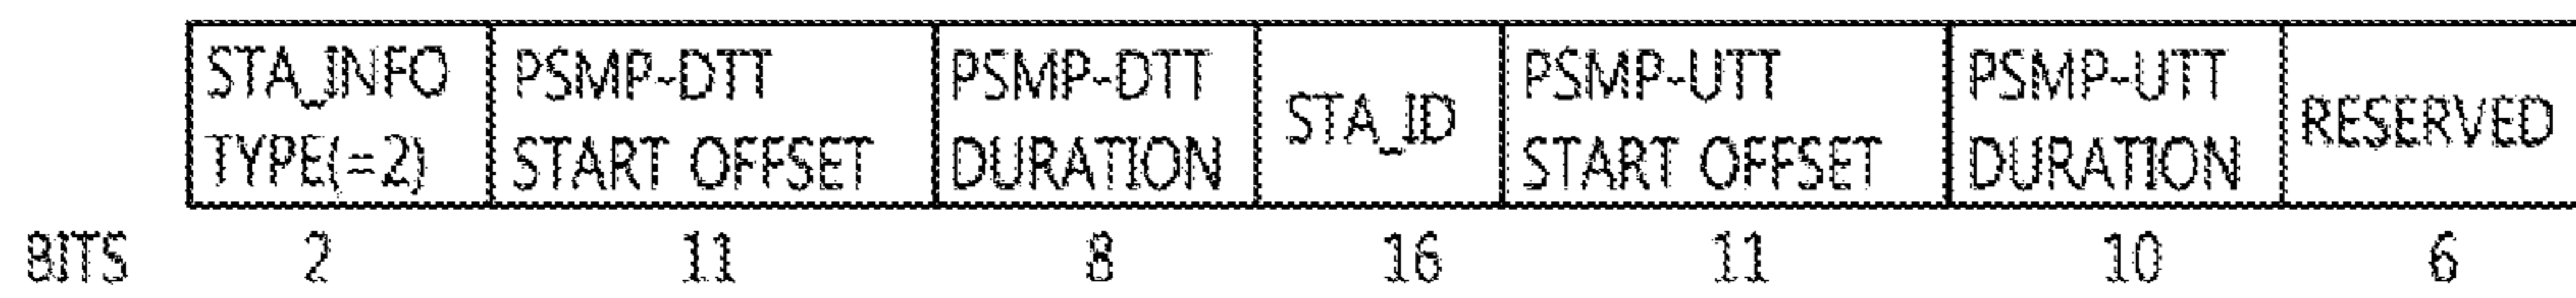 STA_INFO PSMP-DTT PSMP-DTT STA_ID PSMP-UTT PSMP-UTT RESERVED
TYPE(=2) START OFFSET DURATION START OFFSET DURATION
BITS 2 11 8 16 11 10 6